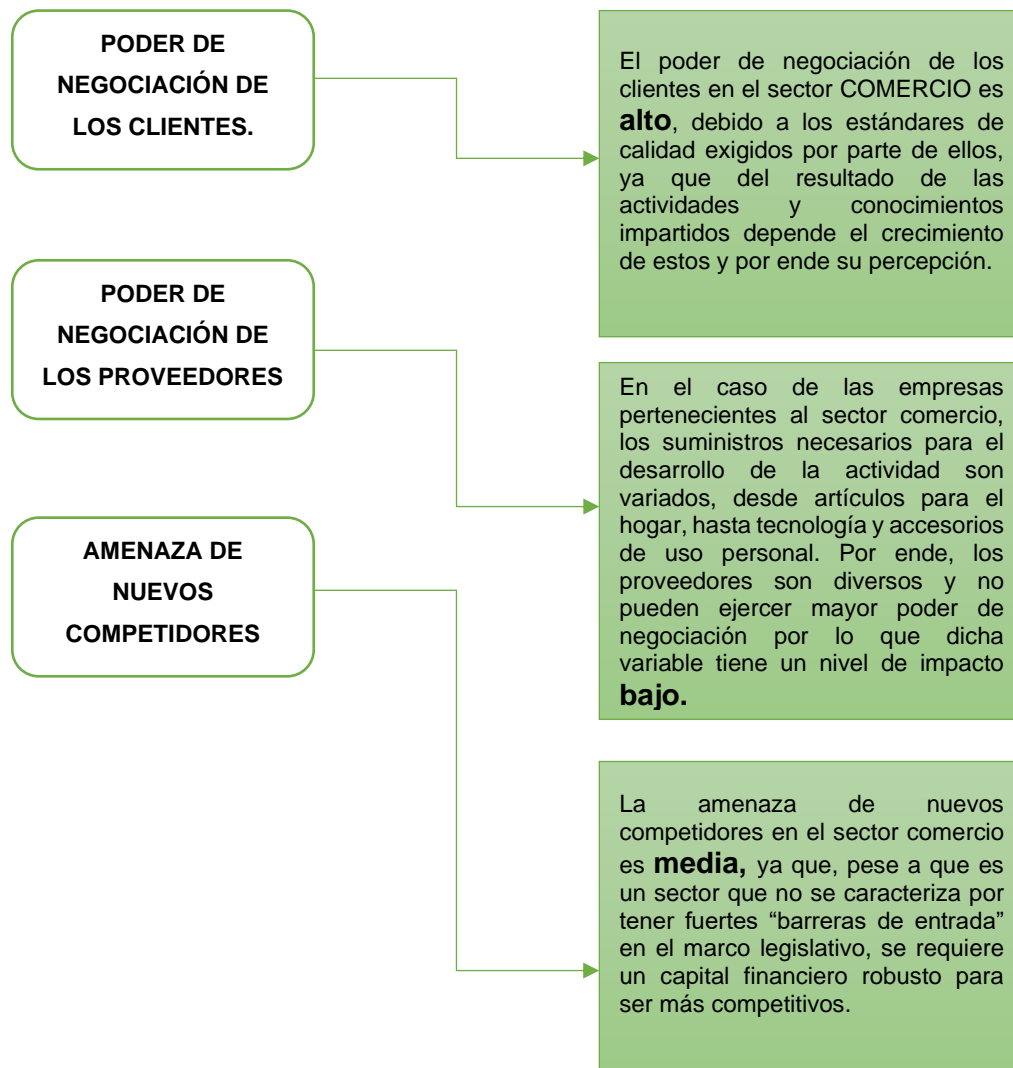 PODER DE
NEGOCIACIÓN DE
LOS CLIENTES.
El poder de negociación de los
clientes en el sector COMERCIO es
alto, debido a los estándares de
calidad exigidos por parte de ellos,
ya que del resultado de las
actividades y conocimientos
impartidos depende el crecimiento
de estos y por ende su percepción.
PODER DE
NEGOCIACIÓN DE
LOS PROVEEDORES
En el caso de las empresas
pertenecientes al sector comercio,
los suministros necesarios para el
desarrollo de la actividad son
variados, desde artículos para el
hogar, hasta tecnología y accesorios
de uso personal. Por ende, los
proveedores son diversos y no
pueden ejercer mayor poder de
negociación por lo que dicha
variable tiene un nivel de impacto
bajo.
AMENAZA DE
NUEVOS
COMPETIDORES
La amenaza de nuevos
competidores en el sector comercio
es media, ya que, pese a que es
un sector que no se caracteriza por
tener fuertes “barreras de entrada”
en el marco legislativo, se requiere
un capital financiero robusto para
ser más competitivos.